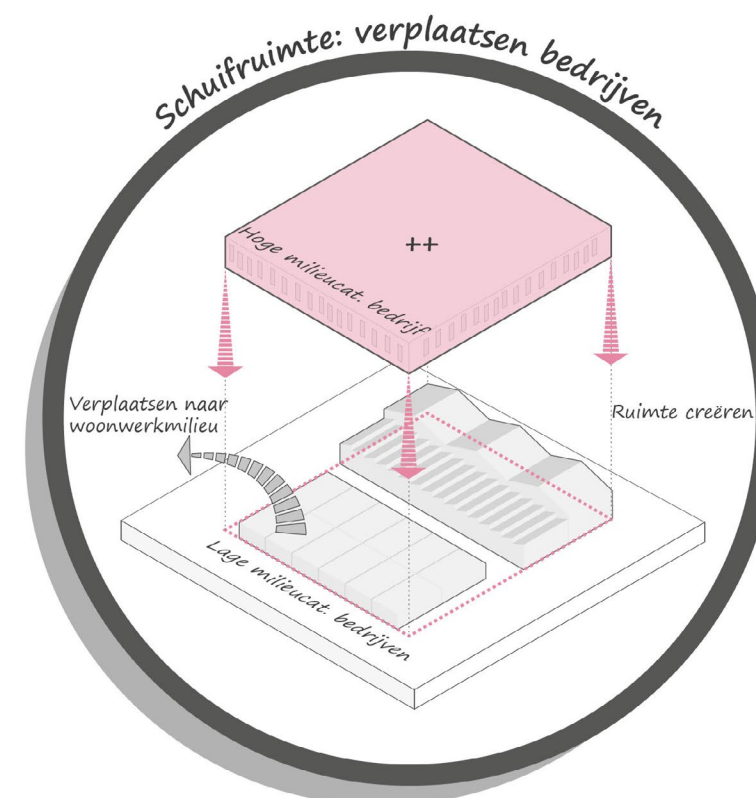 Schuifruimte: verplaatsen bedrijven
++
Hoge milieucat. bedrijf
Verplaatsen naar
woonwerkmilieu
Ruimte creëren
Lage milieucat. bedrijven